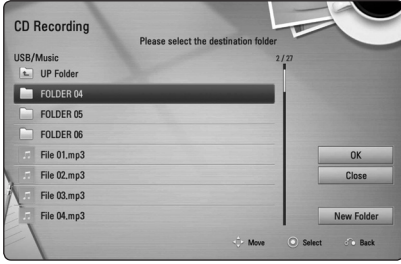 CD Recording
Please select the destination folder
USB/Music
2 / 27
UP Folder
FOLDER 04
FOLDER 05
FOLDER 06
File 01.mp3
File 02.mp3
File 03.mp3
File 04.mp3
OK
Close
New Folder
Move
Select
Back